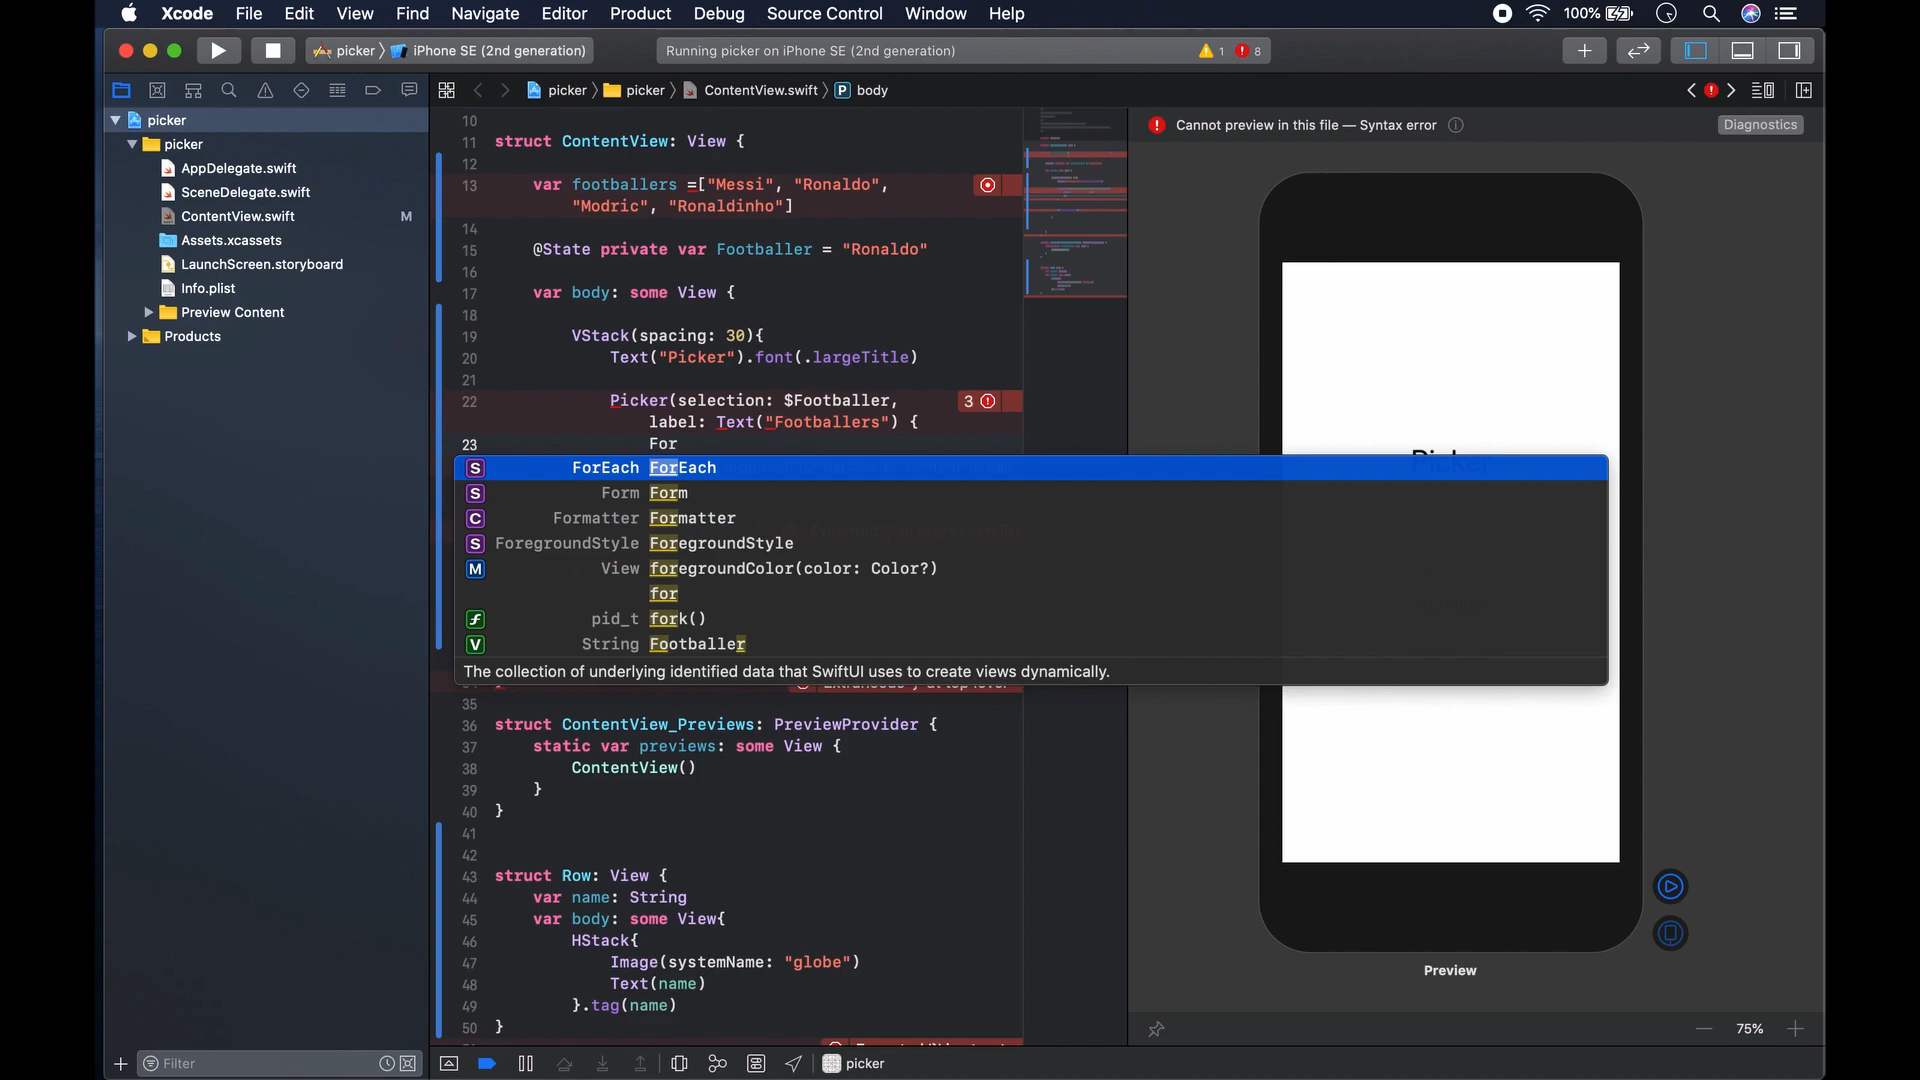 Xcode File Edit View Find Navigate Editor Product Debug Source Control Window Help 100%
picker iPhone SE (2nd generation) Running picker on iPhone SE (2nd generation) 1 8
picker picker ContentView.swift P body
picker
picker
AppDelegate.swift
SceneDelegate.swift
ContentView.swift M
Assets.xcassets
LaunchScreen.storyboard
Info.plist
Preview Content
Products
10
11 struct ContentView: View {
12
13 var footballers =["Messi", "Ronaldo",
"Modric", "Ronaldinho"]
14
15 @State private var Footballer = "Ronaldo"
16
17 var body: some View {
18
19 VStack(spacing: 30){
20 Text("Picker").font(.largeTitle)
21
22 Picker(selection: $Footballer, 3
label: Text("Footballers") {
23 For
S ForEach ForEach
S Form Form
C Formatter Formatter
S ForegroundStyle ForegroundStyle
M View foregroundColor(color: Color?)
for
f pid_t fork()
V String Footballer
The collection of underlying identified data that SwiftUI uses to create views dynamically.
35
36 struct ContentView_Previews: PreviewProvider {
37 static var previews: some View {
38 ContentView()
39 }
40 }
41
42
43 struct Row: View {
44 var name: String
45 var body: some View{
46 HStack{
47 Image(systemName: "globe")
48 Text(name)
49 }.tag(name)
50 }
Cannot preview in this file — Syntax error Diagnostics
Picker
Preview
75%
Filter
picker